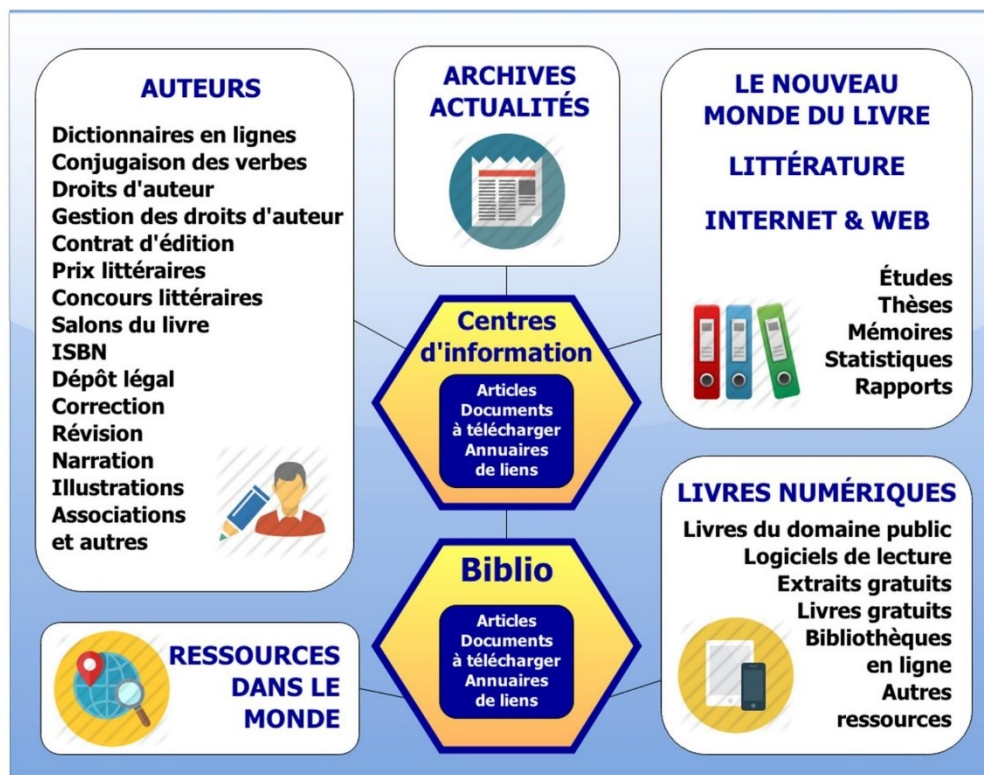 AUTEURS
Dictionnaires en lignes
Conjugaison des verbes
Droits d'auteur
Gestion des droits d'auteur
Contrat d'édition
Prix littéraires
Concours littéraires
Salons du livre
ISBN
Dépôt légal
Correction
Révision
Narration
Illustrations
Associations
et autres
ARCHIVES
ACTUALITÉS
LE NOUVEAU
MONDE DU LIVRE
LITTÉRATURE
INTERNET & WEB
Études
Thèses
Mémoires
Statistiques
Rapports
Centres
d'information
Articles
Documents
à télécharger
Annuaires
de liens
Biblio
Articles
Documents
à télécharger
Annuaires
de liens
RESSOURCES
DANS LE
MONDE
LIVRES NUMÉRIQUES
Livres du domaine public
Logiciels de lecture
Extraits gratuits
Livres gratuits
Bibliothèques
en ligne
Autres
ressources